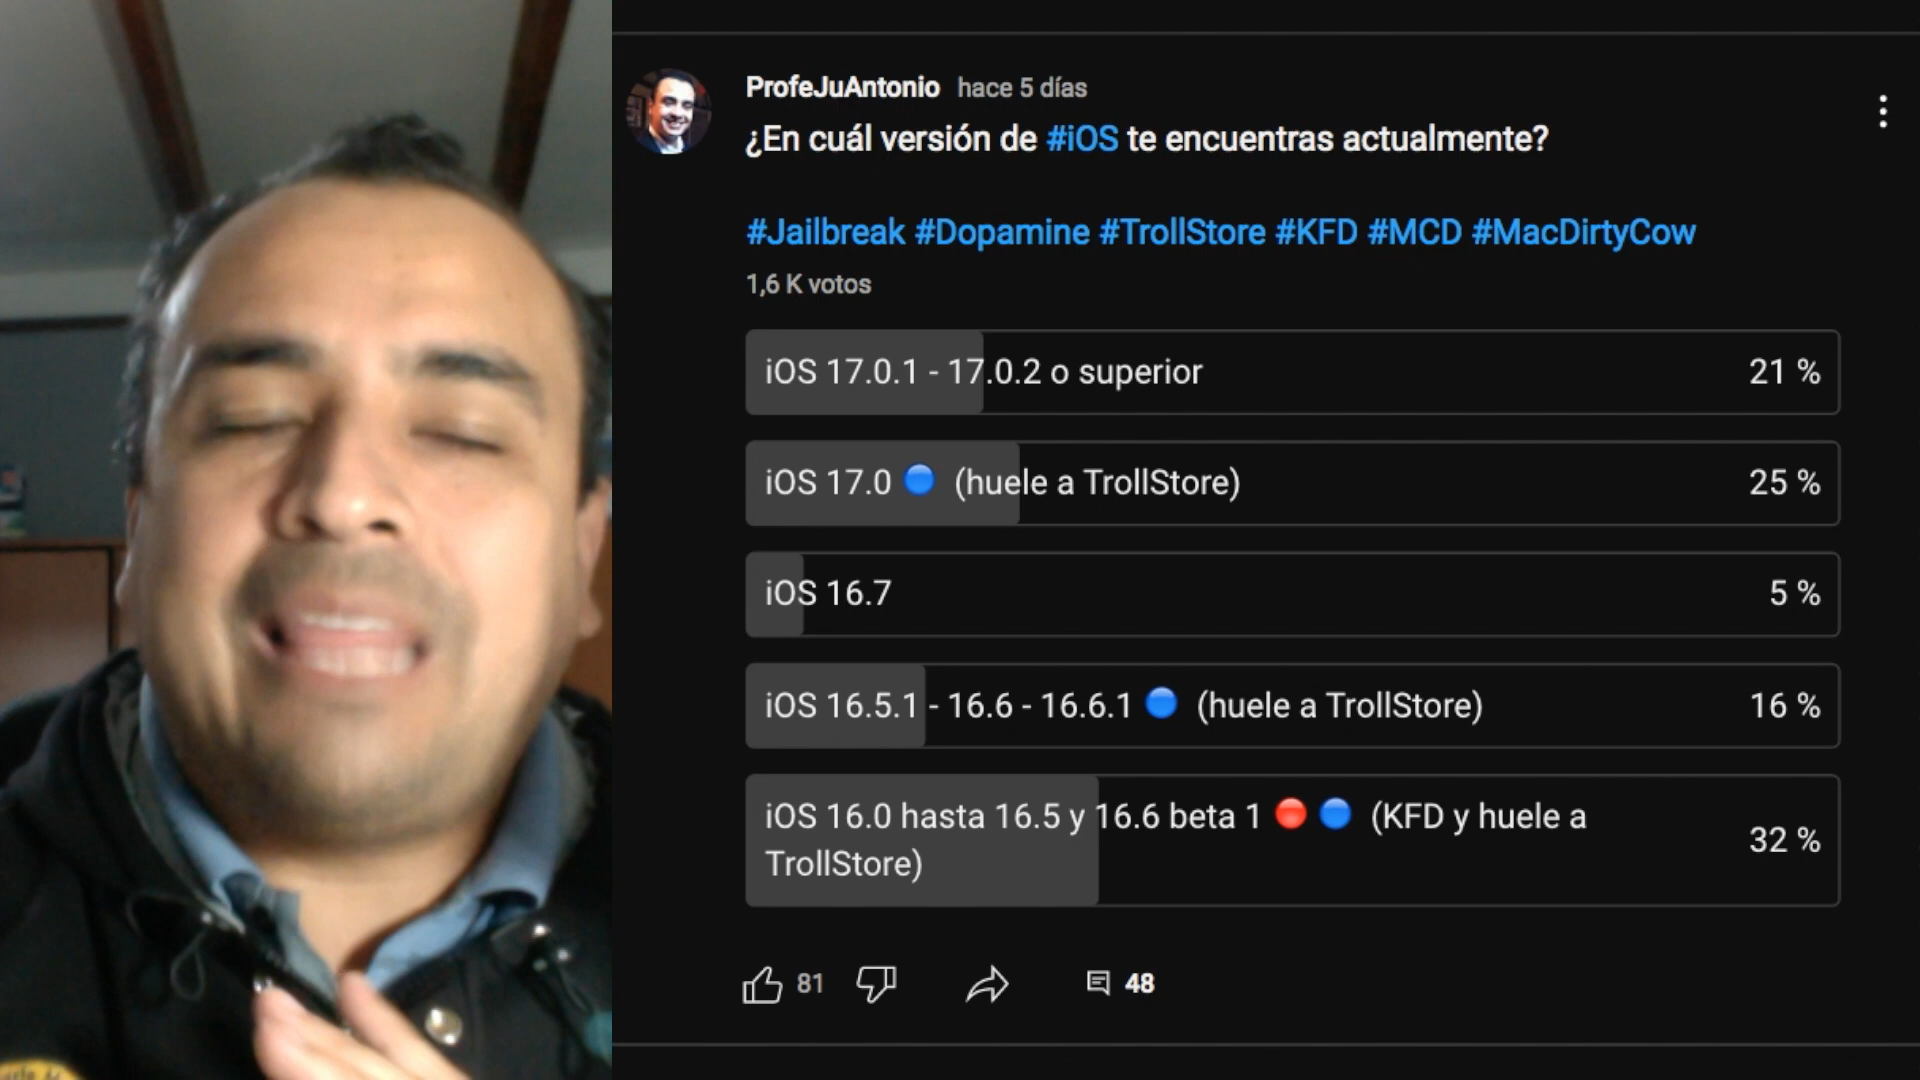 ProfeJuAntonio hace 5 días
¿En cuál versión de #iOS te encuentras actualmente?
#Jailbreak #Dopamine #TrollStore #KFD #MCD #MacDirtyCow
1,6 K votos
iOS 17.0.1 - 17.0.2 o superior 21 %
iOS 17.0 🔵 (huele a TrollStore) 25 %
iOS 16.7 5 %
iOS 16.5.1 - 16.6 - 16.6.1 🔵 (huele a TrollStore) 16 %
iOS 16.0 hasta 16.5 y 16.6 beta 1 🔴 🔵 (KFD y huele a
TrollStore) 32 %
81 48